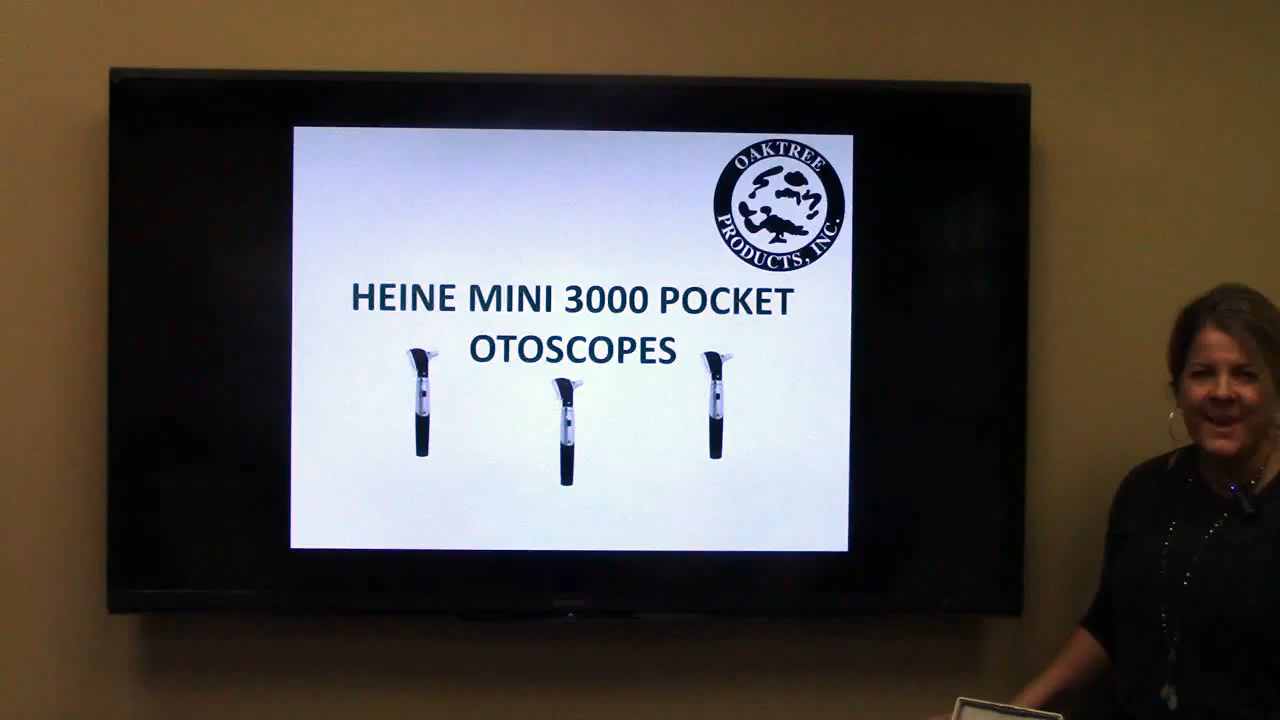 OAKTREE
PRODUCTS, INC.
HEINE MINI 3000 POCKET
OTOSCOPES